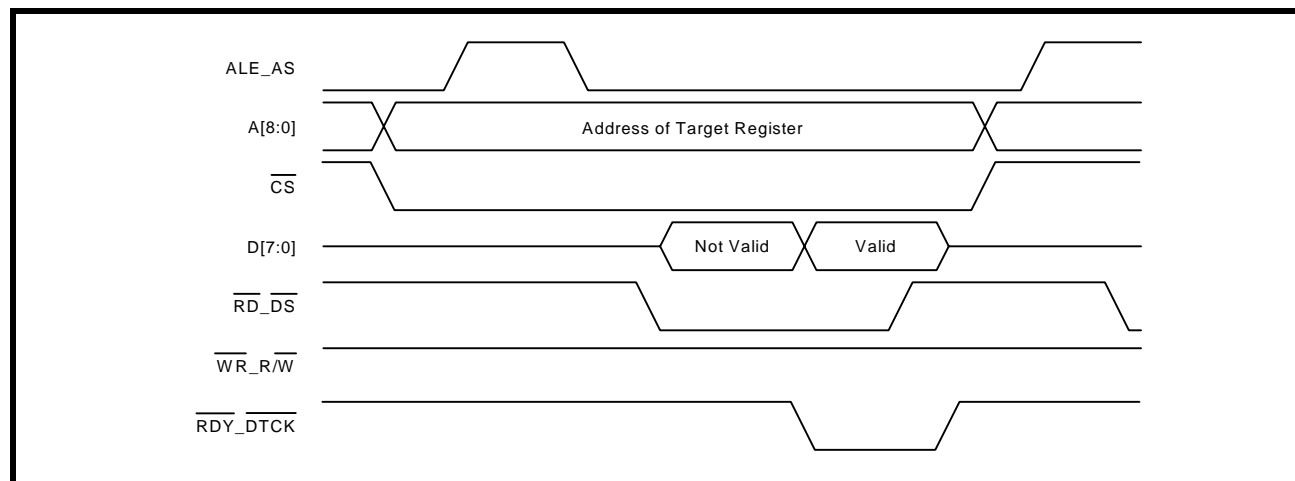 ALE_AS
A[8:0]
Address of Target Register
CS
D[7:0]
Not Valid
Valid
RD_DS
WR_R/W
RDY_DTCK